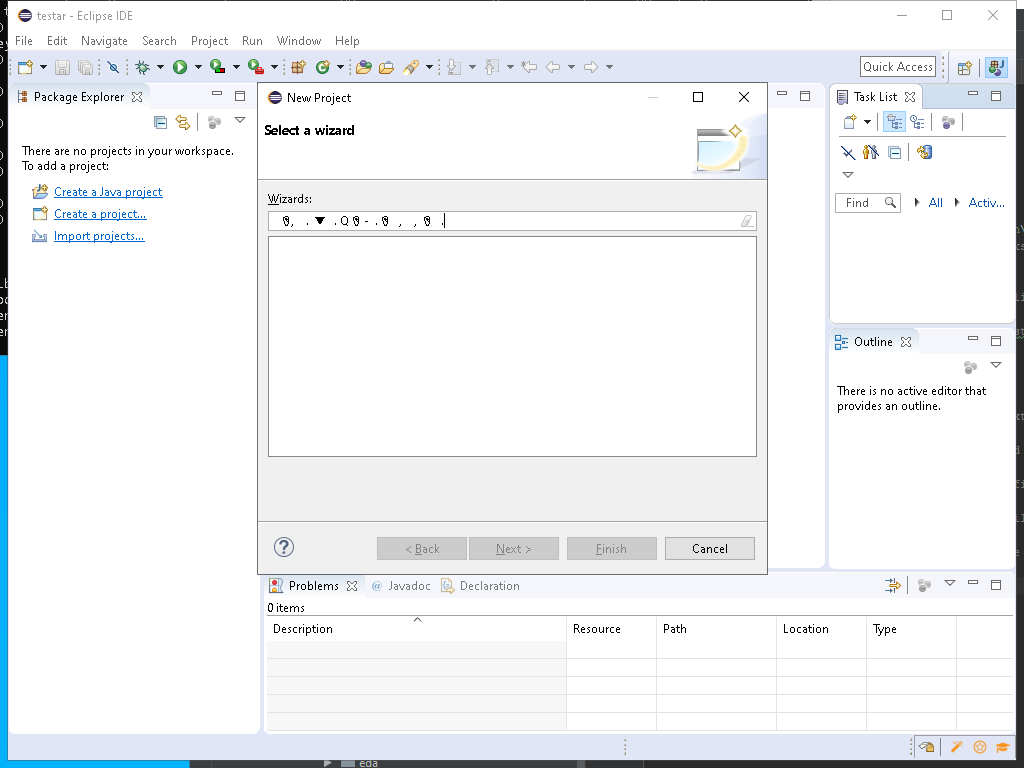 testar - Eclipse IDE
File Edit Navigate Search Project Run Window Help
Quick Access
Package Explorer
There are no projects in your workspace.
To add a project:
Create a Java project
Create a project...
Import projects...
New Project
Select a wizard
Wizards:
< Back Next > Finish Cancel
Task List
Find All Activ...
Outline
There is no active editor that
provides an outline.
Problems @ Javadoc Declaration
0 items
Description Resource Path Location Type
eda